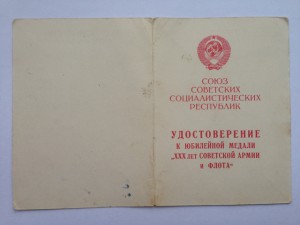 СОЮЗ
СОВЕТСКИХ
СОЦИАЛИСТИЧЕСКИХ
РЕСПУБЛИК
УДОСТОВЕРЕНИЕ
К ЮБИЛЕЙНОЙ МЕДАЛИ
„XXX ЛЕТ СОВЕТСКОЙ АРМИИ
И ФЛОТА“